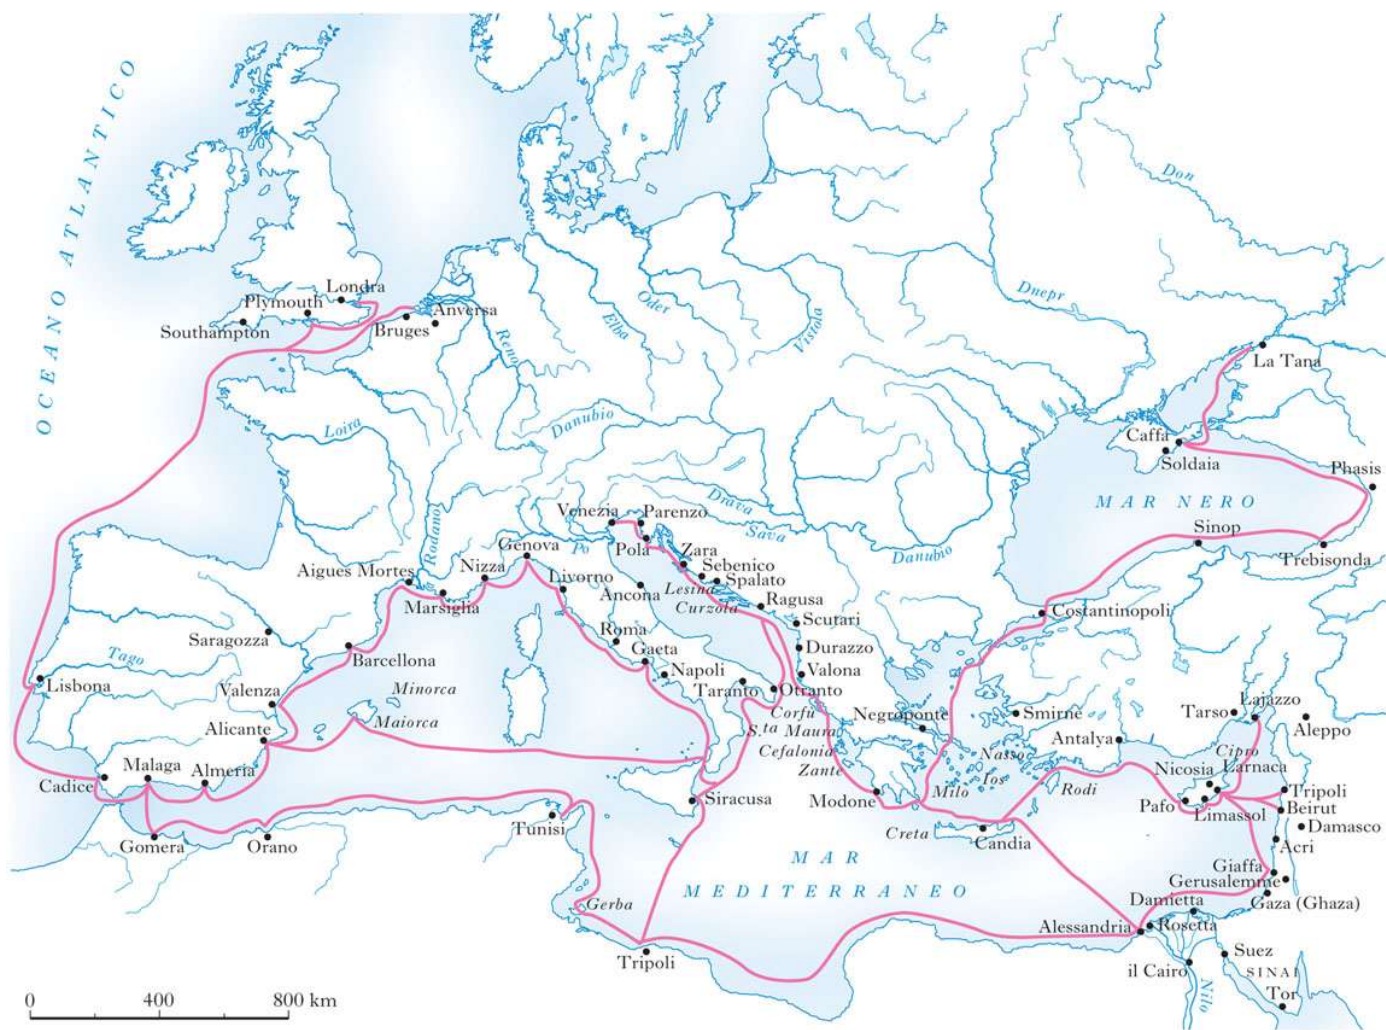 OCEANO ATLANTICO
Don
Londra
Plymouth
Southampton
Bruges
Anversa
Reno
Elba
Oder
Vistola
Dnepr
La Tana
Loira
Danubio
Caffa
Soldaia
Phasis
MAR NERO
Rodano
Drava
Sava
Danubio
Sinop
Trebisonda
Venezia
Parenzo
Pola
Po
Zara
Sebenico
Spalato
Genova
Nizza
Aigues Mortes
Marsiglia
Livorno
Ancona
Lesina
Curzola
Ragusa
Scutari
Costantinopoli
Saragozza
Barcellona
Roma
Gaeta
Napoli
Durazzo
Valona
Tago
Lisbona
Valenza
Minorca
Maiorca
Taranto
Otranto
Corfù
S.ta Maura
Cefalonia
Zante
Negroponte
Smirne
Tarso
Lajazzo
Aleppo
Alicante
Antalya
Nasso
Ios
Milo
Rodi
Cipro
Nicosia
Larnaca
Malaga
Almeria
Cadice
Siracusa
Modone
Pafo
Limassol
Tripoli
Beirut
Damasco
Gomera
Orano
Tunisi
Creta
Candia
Acri
MAR
MEDITERRANEO
Giaffa
Gerusalemme
Gaza (Ghaza)
Gerba
Damietta
Alessandria
Rosetta
Tripoli
il Cairo
Suez
SINAI
Nilo
Tor
0 400 800 km